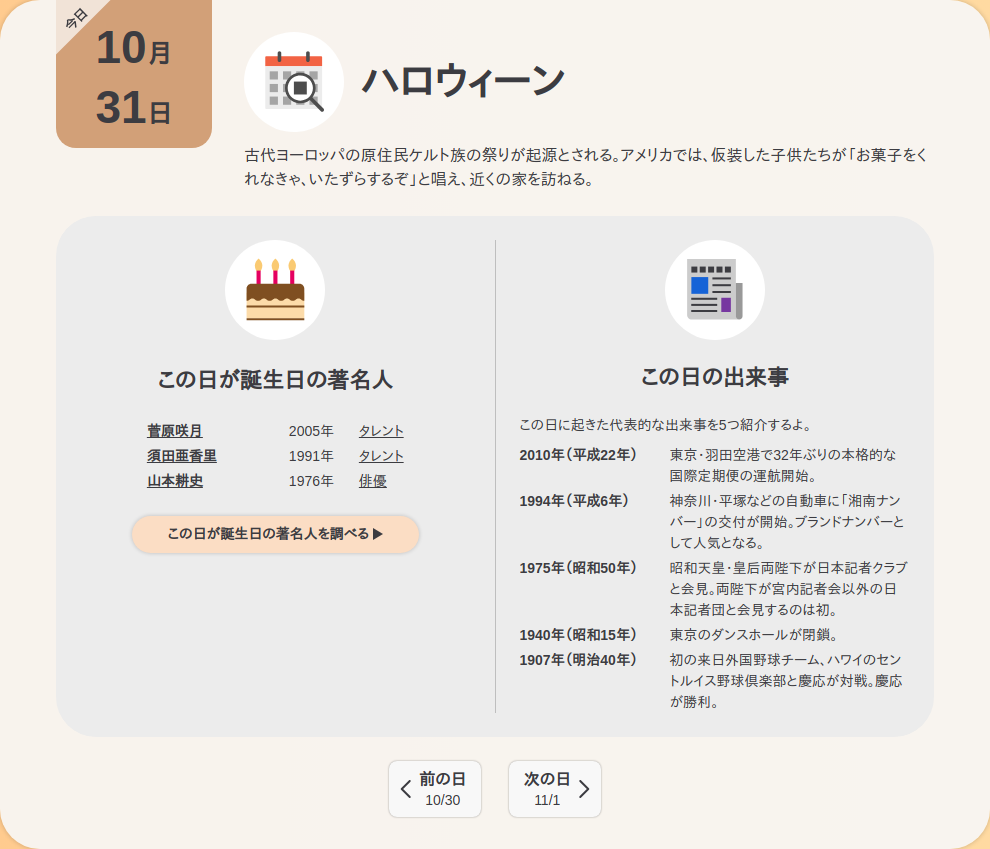 今日
10月
31日
ハロウィーン
古代ヨーロッパの原住民ケルト族の祭りが起源とされる。アメリカでは、仮装した子供たちが「お菓子をく
れなきゃ、いたずらするぞ」と唱え、近くの家を訪ねる。
この日が誕生日の著名人
菅原咲月 2005年 タレント
須田亜香里 1991年 タレント
山本耕史 1976年 俳優
この日が誕生日の著名人を調べる▶
この日の出来事
この日に起きた代表的な出来事を5つ紹介するよ。
2010年（平成22年） 東京・羽田空港で32年ぶりの本格的な
国際定期便の運航開始。
1994年（平成6年） 神奈川・平塚などの自動車に「湘南ナン
バー」の交付が開始。ブランドナンバーと
して人気となる。
1975年（昭和50年） 昭和天皇・皇后両陛下が日本記者クラブ
と会見。両陛下が宮内記者会以外の日
本記者団と会見するのは初。
1940年（昭和15年） 東京のダンスホールが閉鎖。
1907年（明治40年） 初の来日外国野球チーム、ハワイのセン
トルイス野球倶楽部と慶応が対戦。慶応
が勝利。
前の日
10/30
次の日
11/1